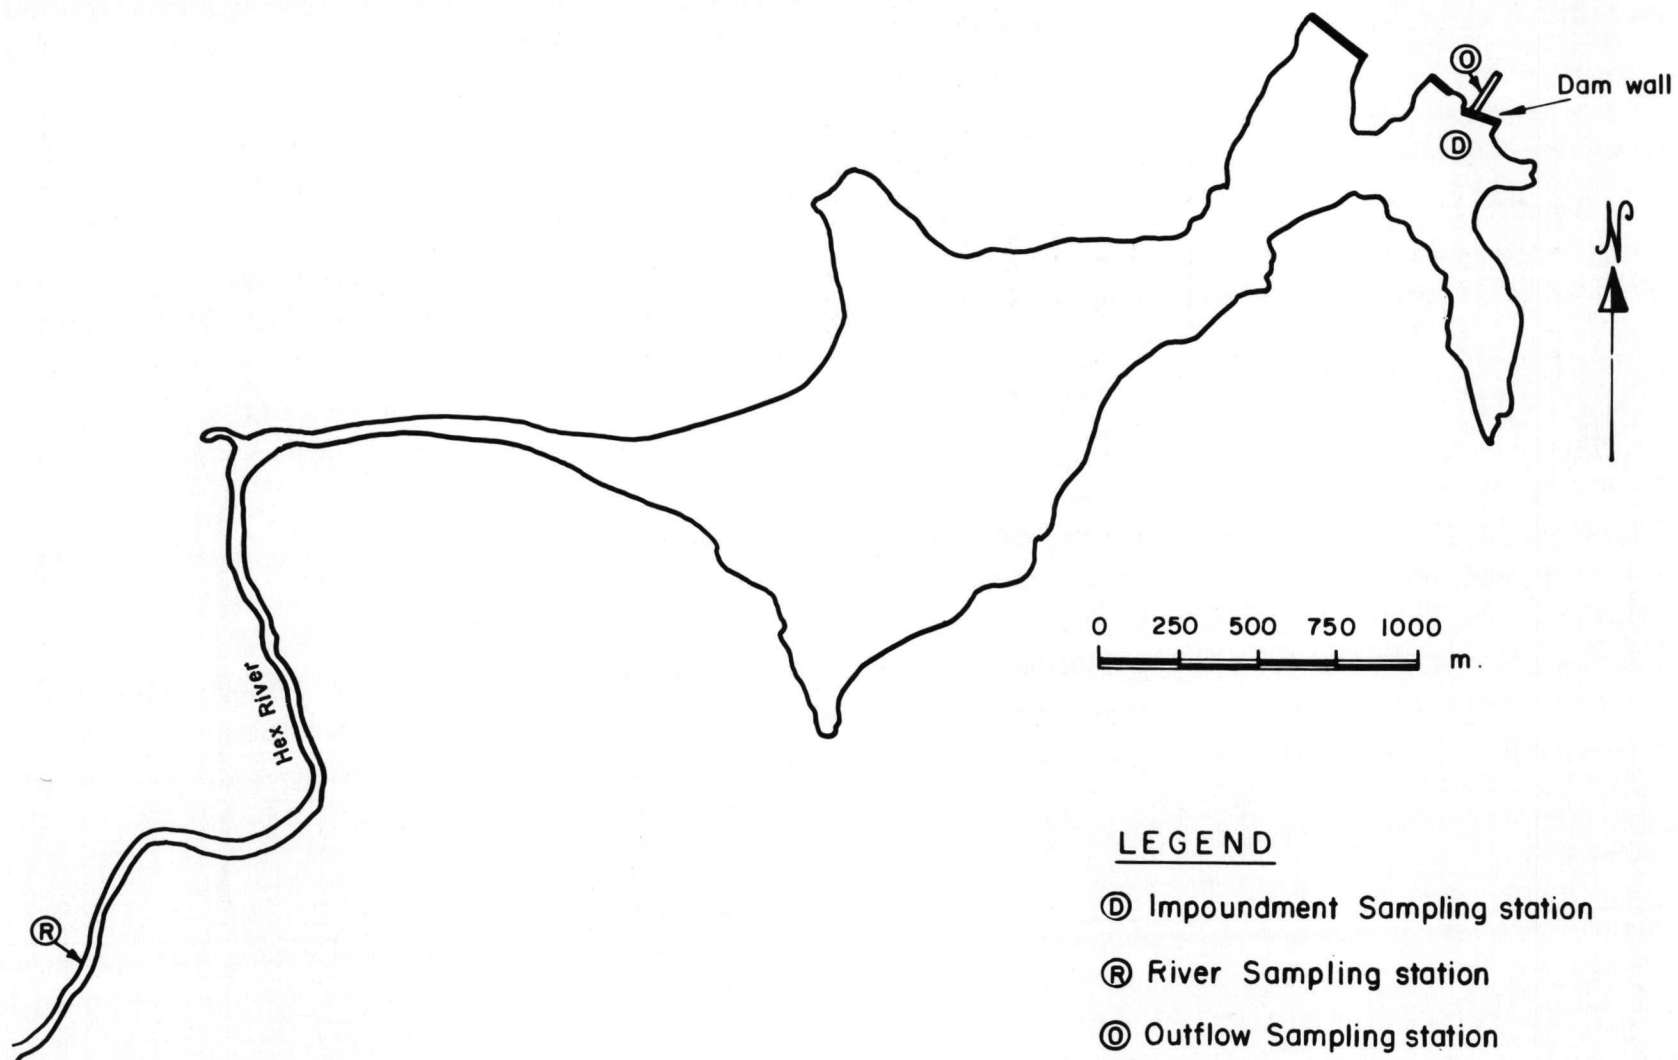 O
Dam wall
D
N
0 250 500 750 1000
m.
Hex River
R
LEGEND
D Impoundment Sampling station
R River Sampling station
O Outflow Sampling station